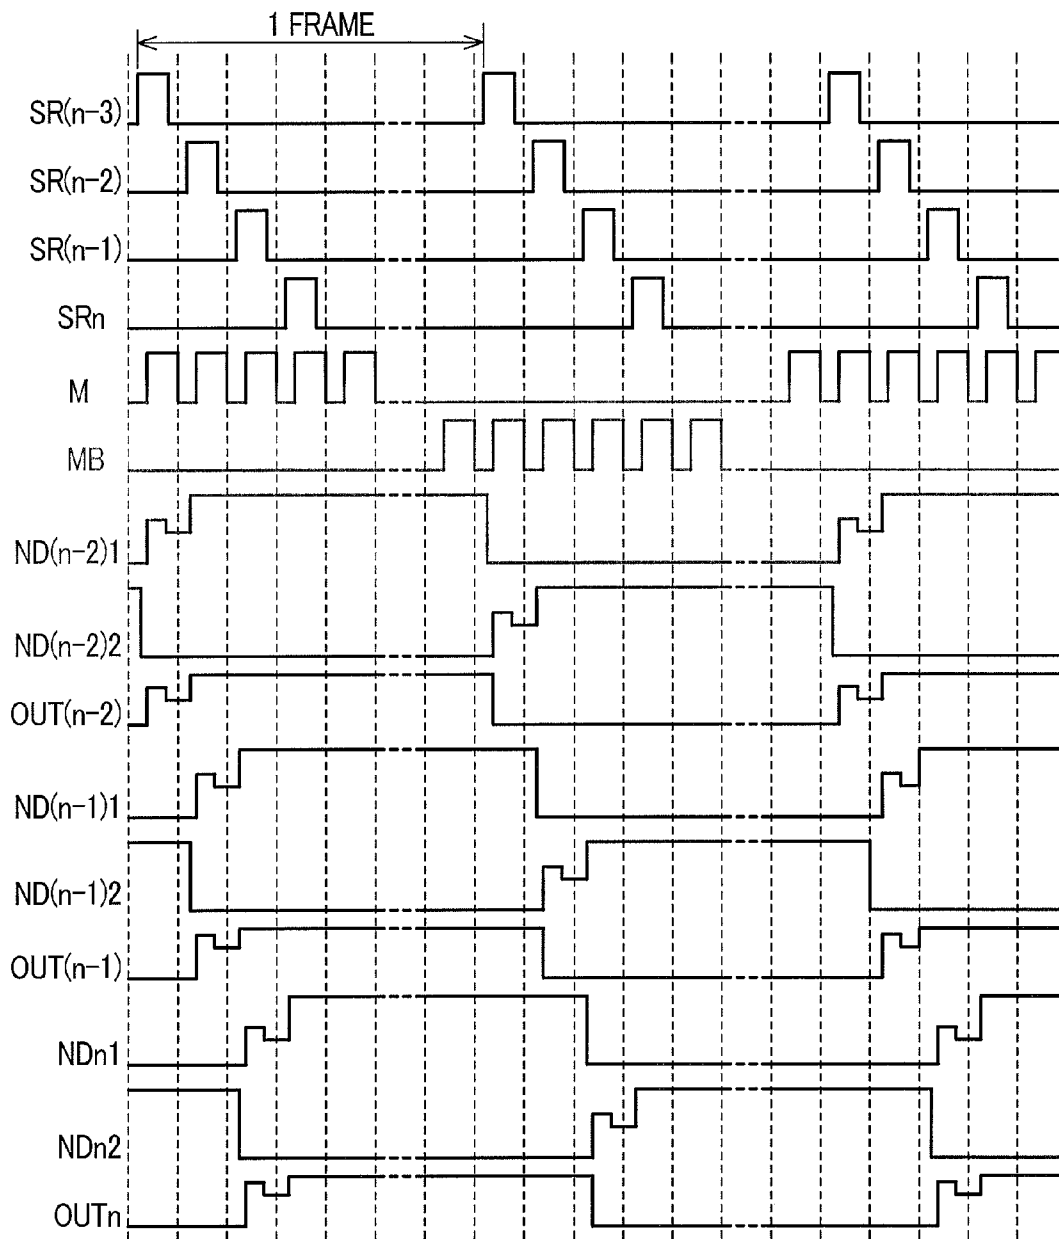 1 FRAME
SR(n-3)
SR(n-2)
SR(n-1)
SRn
M
MB
ND(n-2)1
ND(n-2)2
OUT(n-2)
ND(n-1)1
ND(n-1)2
OUT(n-1)
NDn1
NDn2
OUTn